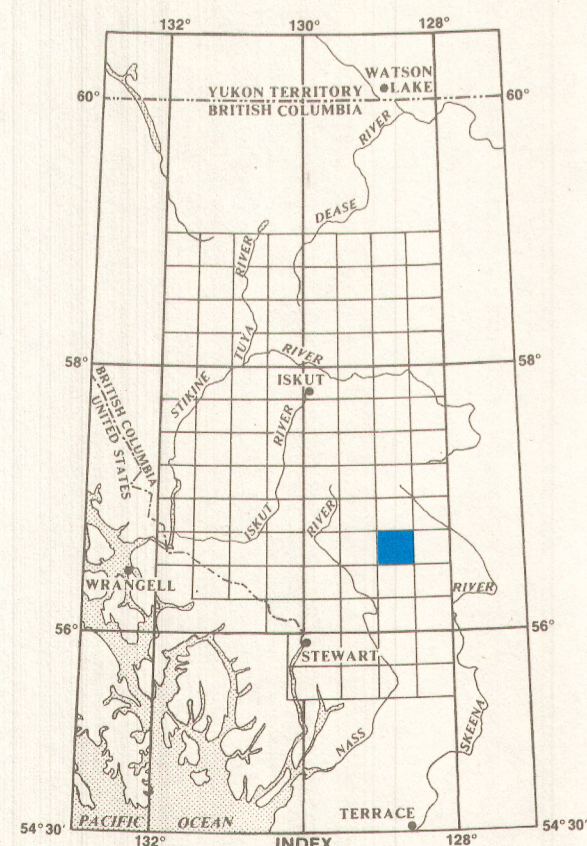 132°
130°
128°
WATSON
LAKE
60°
YUKON TERRITORY
60°
BRITISH COLUMBIA
RIVER
DEASE
RIVER
TUYA
58°
RIVER
58°
ISKUT
STIKINE
BRITISH COLUMBIA
UNITED STATES
RIVER
ISKUT
RIVER
WRANGELL
RIVER
56°
56°
STEWART
NASS
SKEENA
TERRACE
54°30'
PACIFIC OCEAN
54°30'
132°
INDEX
128°